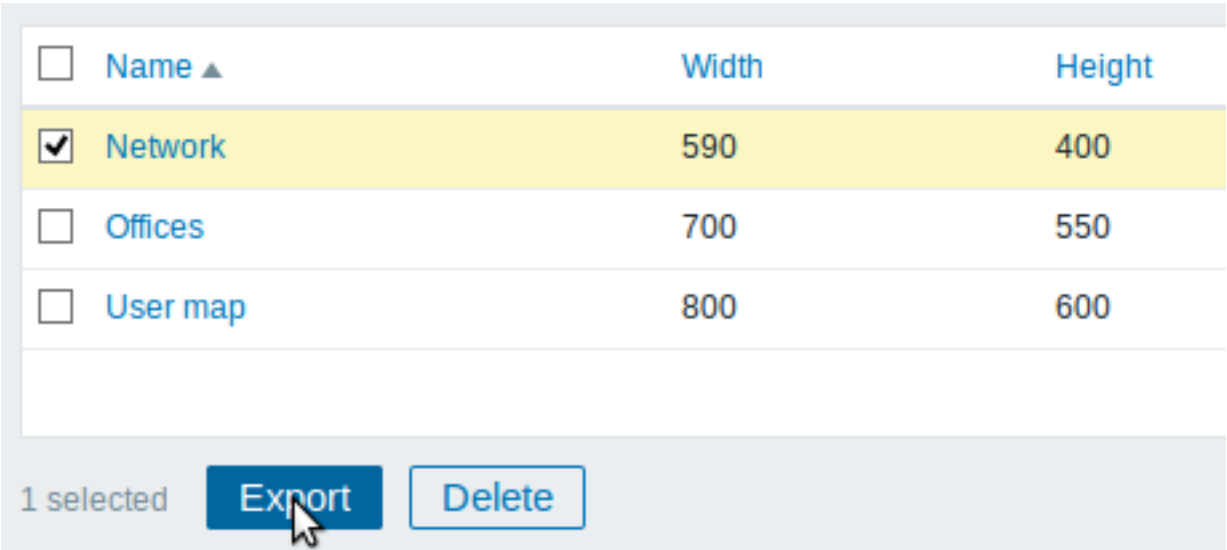 Name Width Height
Network 590 400
Offices 700 550
User map 800 600
1 selected Export Delete